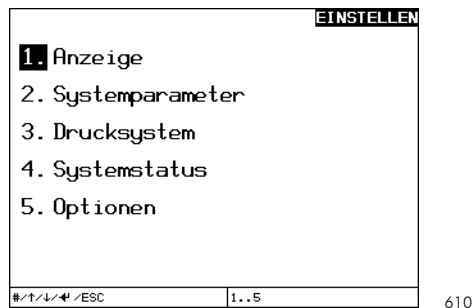 EINSTELLEN
1. Anzeige
2. Systemparameter
3. Drucksystem
4. Systemstatus
5. Optionen
#/↑/↓/↵/ESC 1..5
610